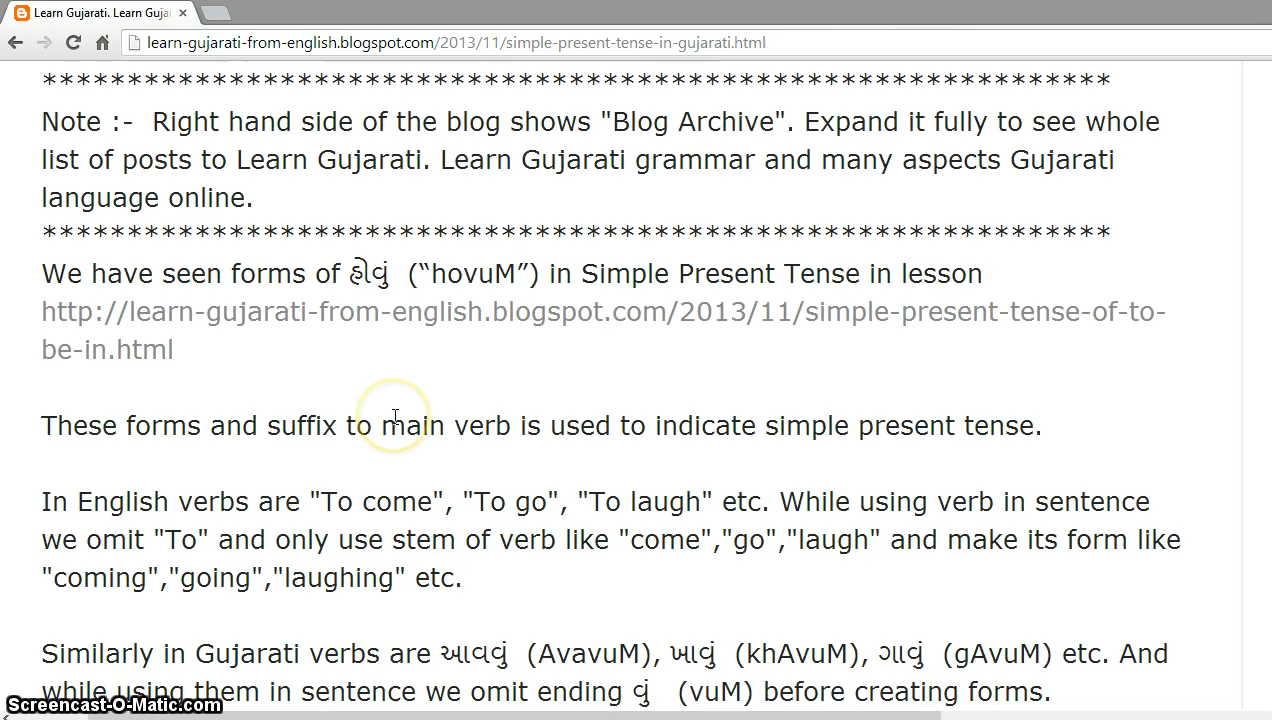 Learn Gujarati. Learn Guja
learn-gujarati-from-english.blogspot.com/2013/11/simple-present-tense-in-gujarati.html
***************************************************************
Note :-  Right hand side of the blog shows "Blog Archive". Expand it fully to see whole
list of posts to Learn Gujarati. Learn Gujarati grammar and many aspects Gujarati
language online.
***************************************************************
We have seen forms of હોવું  (“hovuM”) in Simple Present Tense in lesson
http://learn-gujarati-from-english.blogspot.com/2013/11/simple-present-tense-of-to-
be-in.html
These forms and suffix to main verb is used to indicate simple present tense.
In English verbs are "To come", "To go", "To laugh" etc. While using verb in sentence
we omit "To" and only use stem of verb like "come","go","laugh" and make its form like
"coming","going","laughing" etc.
Similarly in Gujarati verbs are આવવું  (AvavuM), ખાવું  (khAvuM), ગાવું  (gAvuM) etc. And
while using them in sentence we omit ending વું   (vuM) before creating forms.
Screencast-O-Matic.com